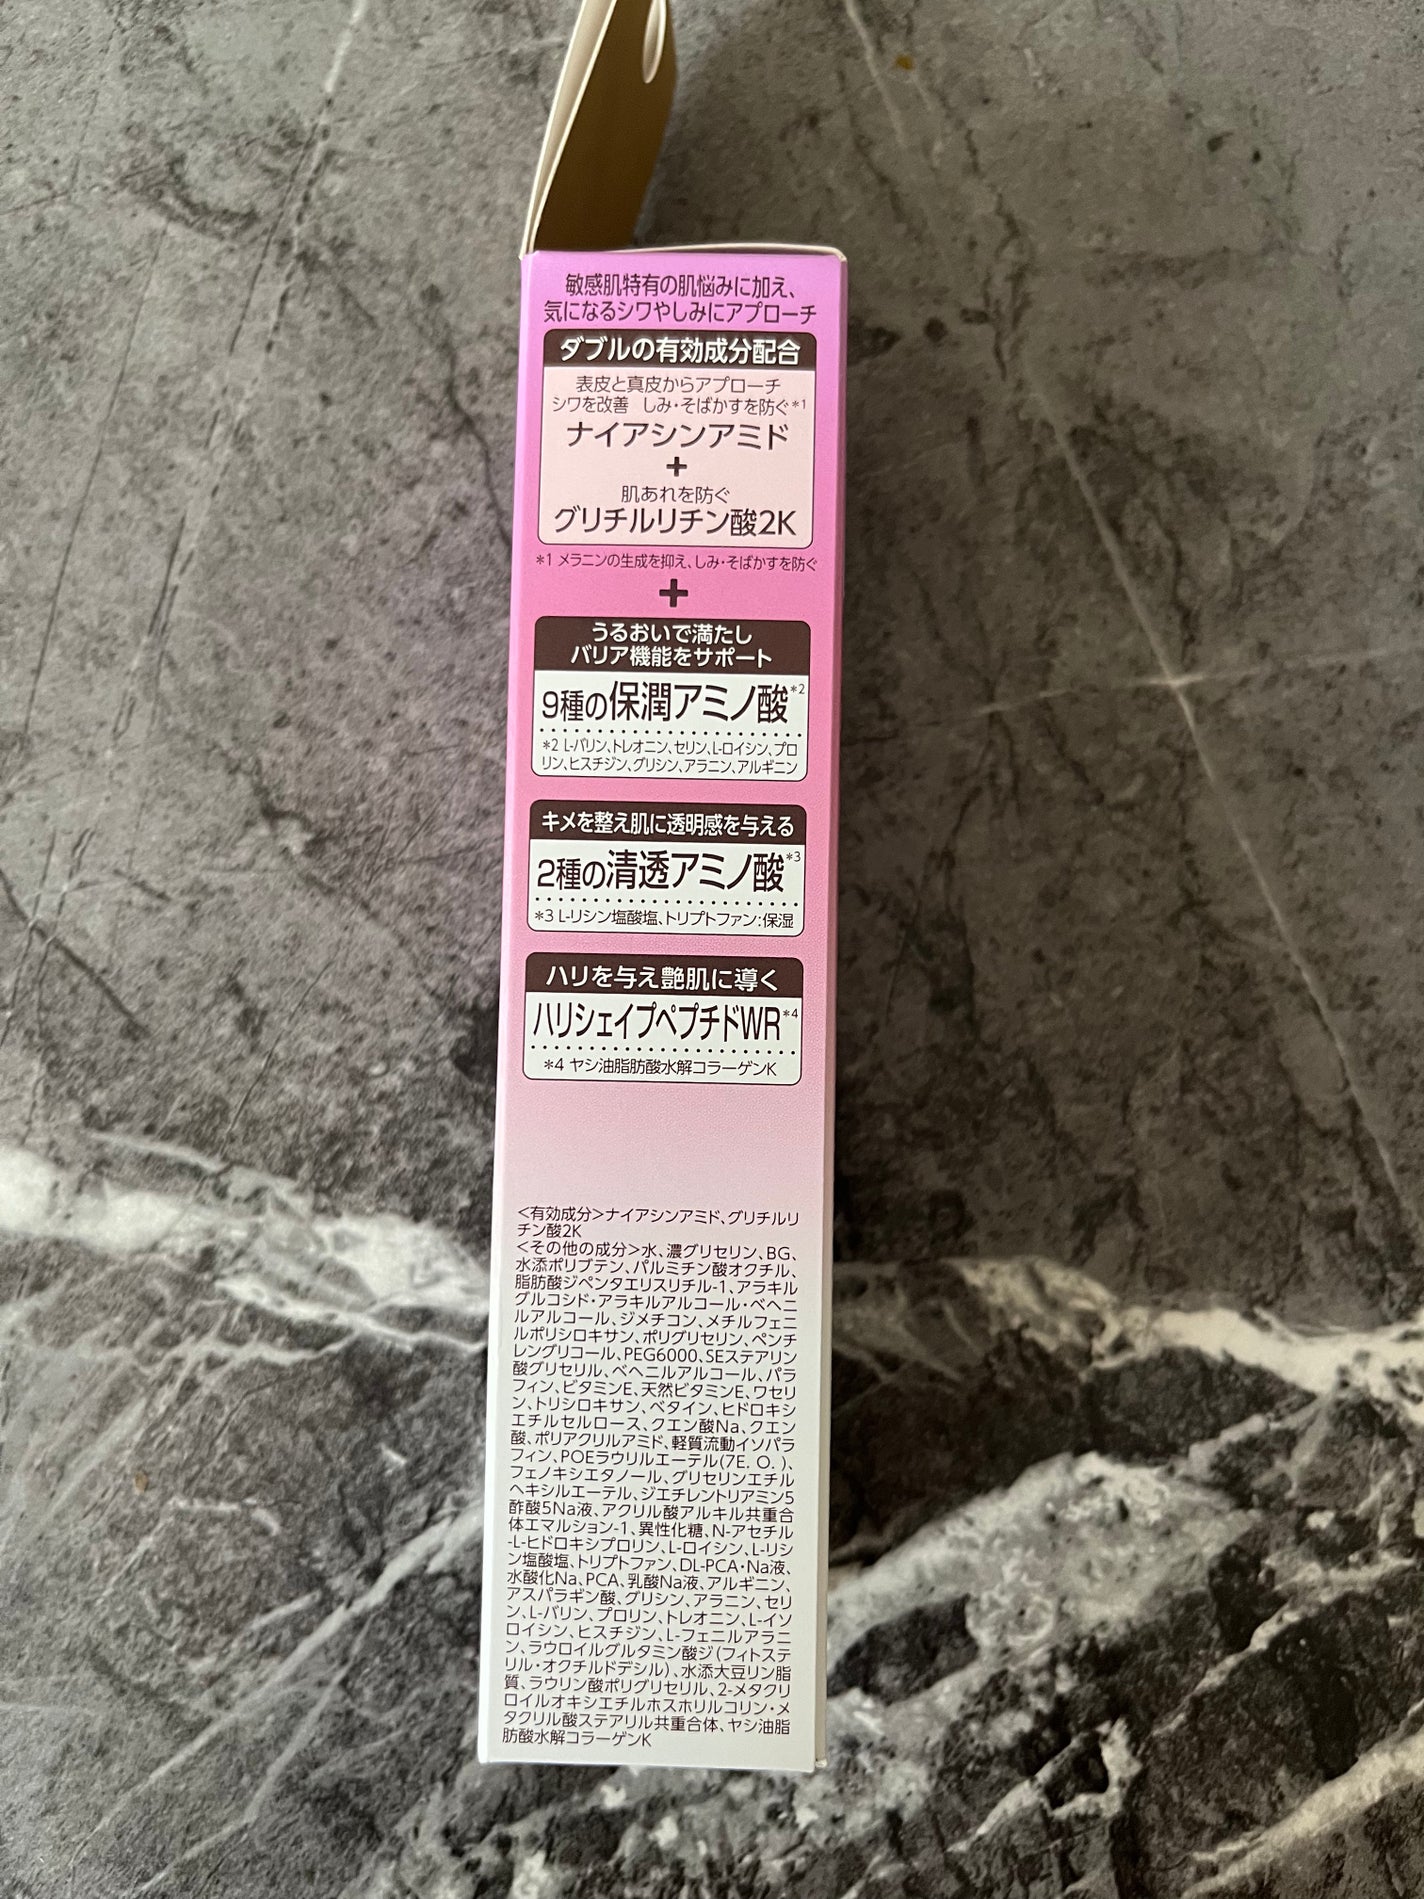 敏感肌特有の肌悩みに加え、
気になるシワやしみにアプローチ
ダブルの有効成分配合
表皮と真皮からアプローチ
シワを改善 しみ・そばかすを防ぐ*1
ナイアシンアミド
+
肌あれを防ぐ
グリチルリチン酸2K
*1 メラニンの生成を抑え、しみ・そばかすを防ぐ
+
うるおいで満たし
バリア機能をサポート
9種の保潤アミノ酸*2
*2 L-バリン、トレオニン、セリン、L-ロイシン、プロ
リン、ヒスチジン、グリシン、アラニン、アルギニン
キメを整え肌に透明感を与える
2種の清透アミノ酸*3
*3 L-リシン塩酸塩、トリプトファン:保湿
ハリを与え艶肌に導く
ハリシェイプペプチドWR*4
*4 ヤシ油脂肪酸水解コラーゲンK
<有効成分>ナイアシンアミド、グリチルリ
チン酸2K
<その他の成分>水、濃グリセリン、BG、
水添ポリブテン、パルミチン酸オクチル、
脂肪酸ジペンタエリスリチル-1、アラキル
グルコシド・アラキルアルコール・ベヘニ
ルアルコール、ジメチコン、メチルフェニ
ルポリシロキサン、ポリグリセリン、ペンチ
レングリコール、PEG6000、SEステアリン
酸グリセリル、ベヘニルアルコール、パラ
フィン、ビタミンE、天然ビタミンE、ワセリ
ン、トリシロキサン、ベタイン、ヒドロキシ
エチルセルロース、クエン酸Na、クエン
酸、ポリアクリルアミド、軽質流動イソパラ
フィン、POEラウリルエーテル(7E. O. )、
フェノキシエタノール、グリセリンエチル
ヘキシルエーテル、ジエチレントリアミン5
酢酸5Na液、アクリル酸アルキル共重合
体エマルション-1、異性化糖、N-アセチル
-L-ヒドロキシプロリン、L-ロイシン、L-リシ
ン塩酸塩、トリプトファン、DL-PCA・Na液、
水酸化Na、PCA、乳酸Na液、アルギニン、
アスパラギン酸、グリシン、アラニン、セリ
ン、L-バリン、プロリン、トレオニン、L-イソ
ロイシン、ヒスチジン、L-フェニルアラニ
ン、ラウロイルグルタミン酸ジ(フィトステ
リル・オクチルドデシル)、水添大豆リン脂
質、ラウリン酸ポリグリセリル、2-メタクリ
ロイルオキシエチルホスホリルコリン・メ
タクリル酸ステアリル共重合体、ヤシ油脂
肪酸水解コラーゲンK